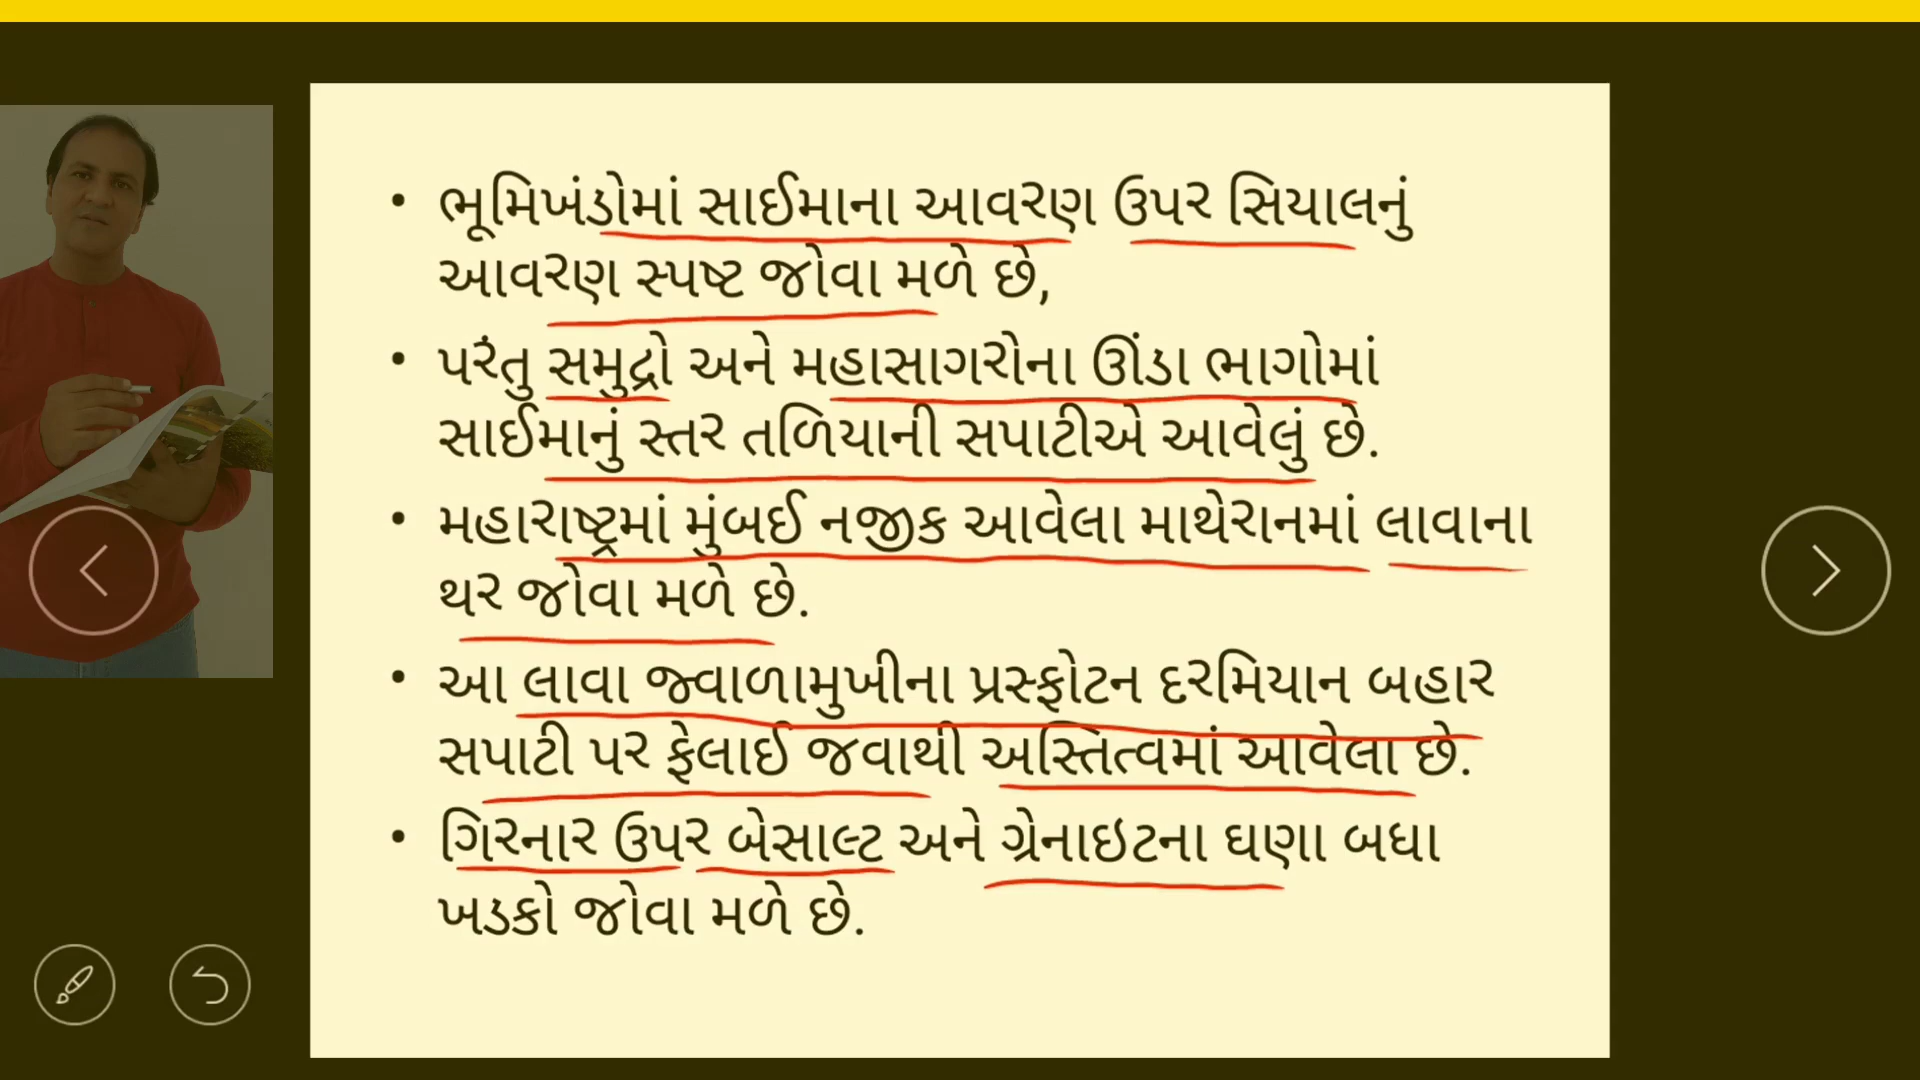 • ભૂમિખંડોમાં સાઈમાના આવરણ ઉપર સિયાલનું
આવરણ સ્પષ્ટ જોવા મળે છે,
• પરંતુ સમુદ્રો અને મહાસાગરોના ઊંડા ભાગોમાં
સાઈમાનું સ્તર તળિયાની સપાટીએ આવેલું છે.
• મહારાષ્ટ્રમાં મુંબઈ નજીક આવેલા માથેરાનમાં લાવાના
થર જોવા મળે છે.
• આ લાવા જ્વાળામુખીના પ્રસ્ફોટન દરમિયાન બહાર
સપાટી પર ફેલાઈ જવાથી અસ્તિત્વમાં આવેલા છે.
• ગિરનાર ઉપર બેસાલ્ટ અને ગ્રેનાઇટના ઘણા બધા
ખડકો જોવા મળે છે.